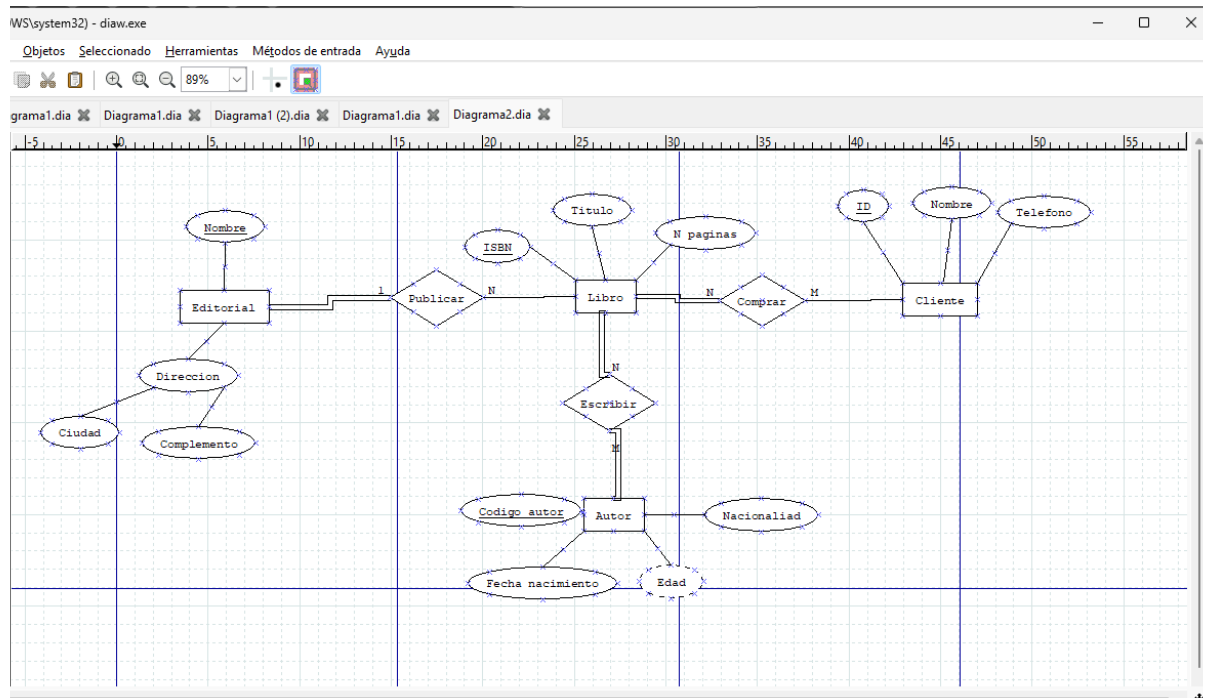 WS\system32) - diaw.exe
Objetos Seleccionado Herramientas Métodos de entrada Ayuda
89%
grama1.dia Diagrama1.dia Diagrama1 (2).dia Diagrama1.dia Diagrama2.dia
-5 0 5 10 15 20 25 30 35 40 45 50 55
ID Nombre Telefono
Titulo
Nombre
N paginas
ISBN
Editorial 1 Publicar N Libro N Comprar M Cliente
N
Direccion
Escribir
Ciudad
Complemento
M
Codigo autor Autor Nacionaliad
Fecha nacimiento Edad